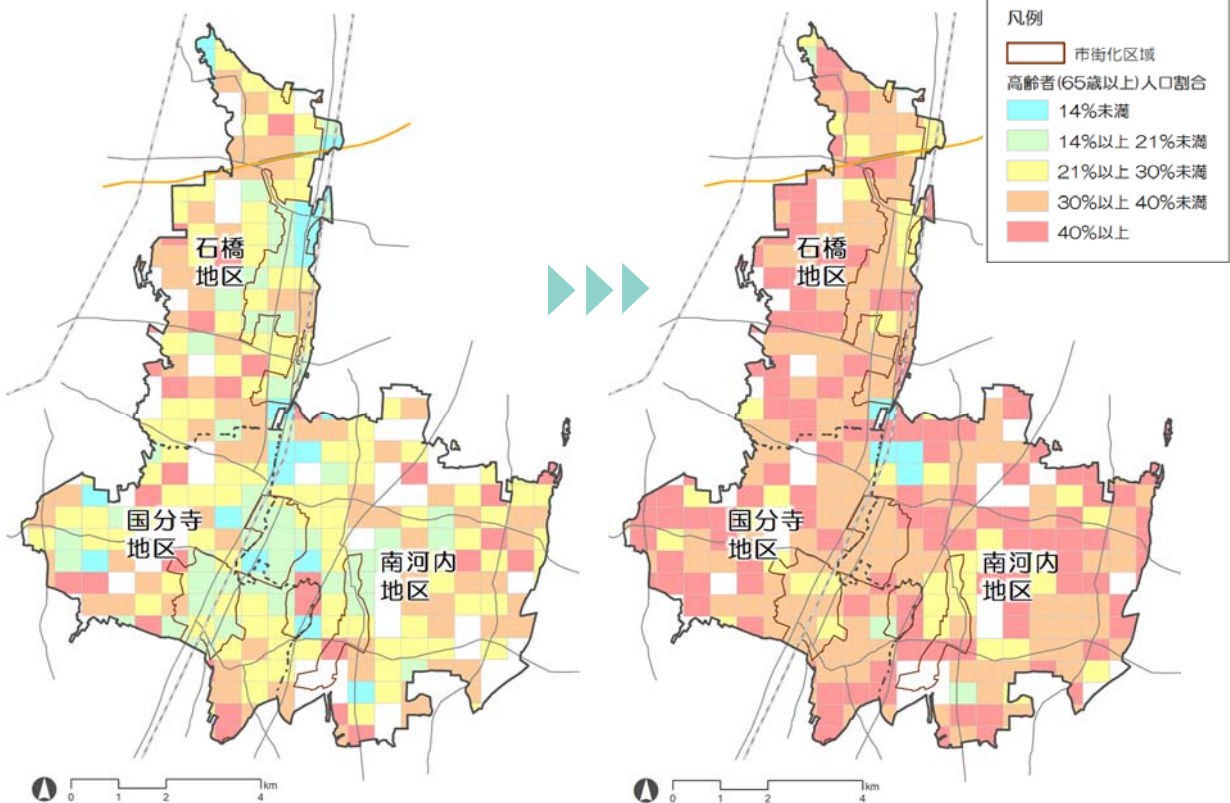 凡例
市街化区域
高齢者(65歳以上)人口割合
14%未満
14%以上 21%未満
21%以上 30%未満
30%以上 40%未満
40%以上
石橋
地区
国分寺
地区
南河内
地区
0 1 2 4 km
石橋
地区
国分寺
地区
南河内
地区
0 1 2 4 km